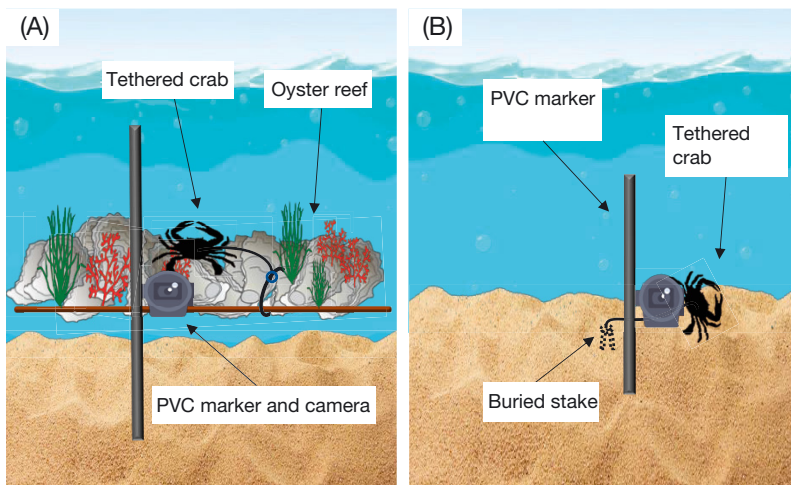 (A)
Tethered crab
Oyster reef
PVC marker and camera
(B)
PVC marker
Tethered
crab
Buried stake